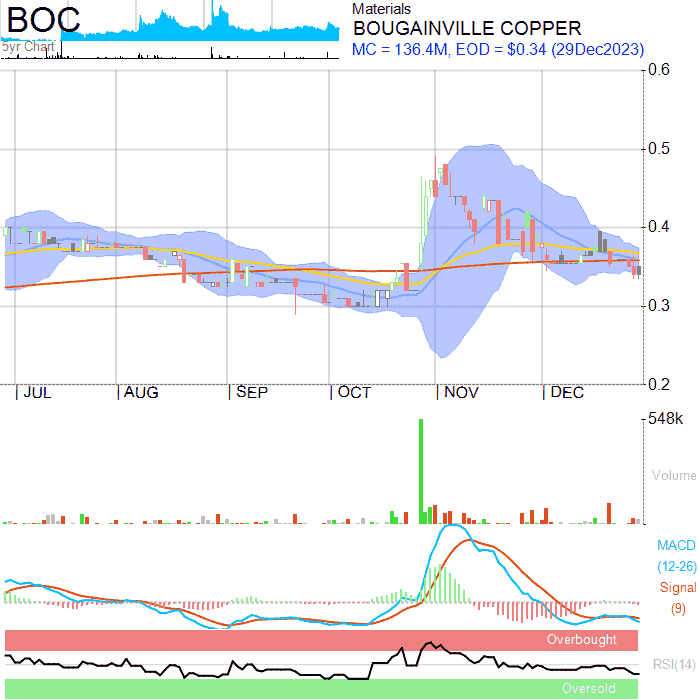 BOC
5yr Chart
Materials
BOUGAINVILLE COPPER
MC = 136.4M, EOD = $0.34 (29Dec2023)
0.6
0.5
0.4
0.3
0.2
JUL AUG SEP OCT NOV DEC
548k
Volume
MACD
(12-26)
Signal
(9)
Overbought
RSI(14)
Oversold